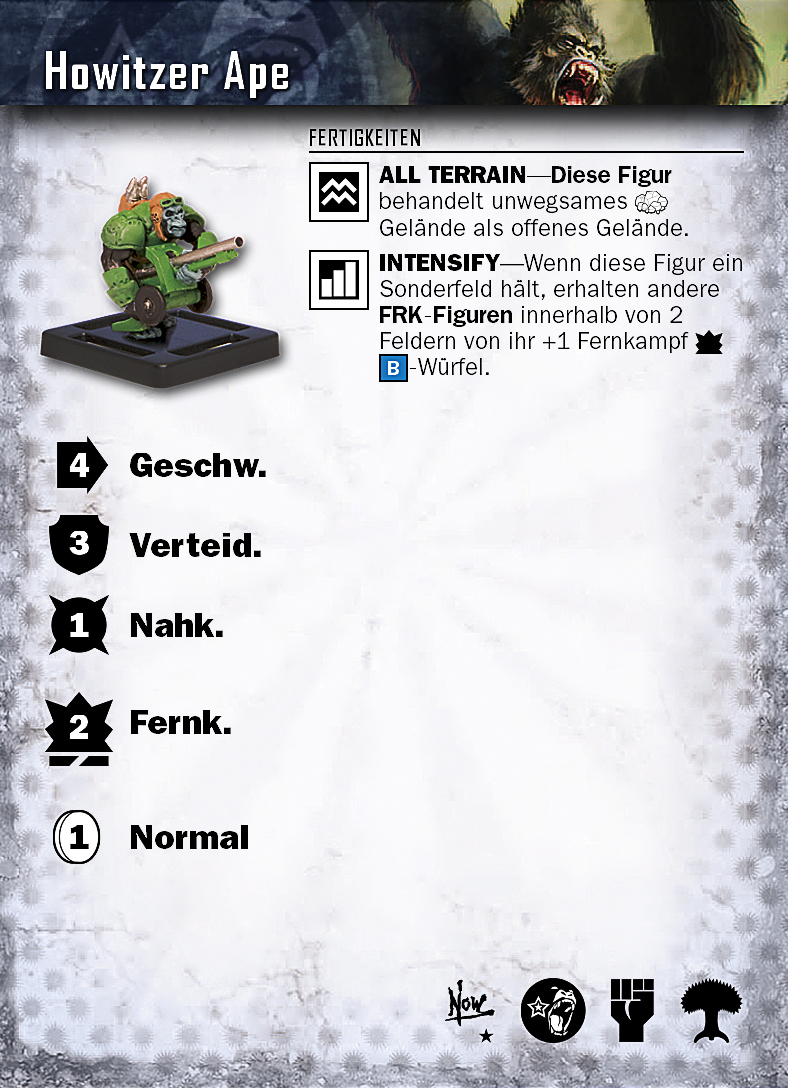 Howitzer Ape
FERTIGKEITEN
ALL TERRAIN—Diese Figur
behandelt unwegsames
Gelände als offenes Gelände.
INTENSIFY—Wenn diese Figur ein
Sonderfeld hält, erhalten andere
FRK-Figuren innerhalb von 2
Feldern von ihr +1 Fernkampf
B-Würfel.
4 Geschw.
3 Verteid.
1 Nahk.
2 Fernk.
1 Normal
Now